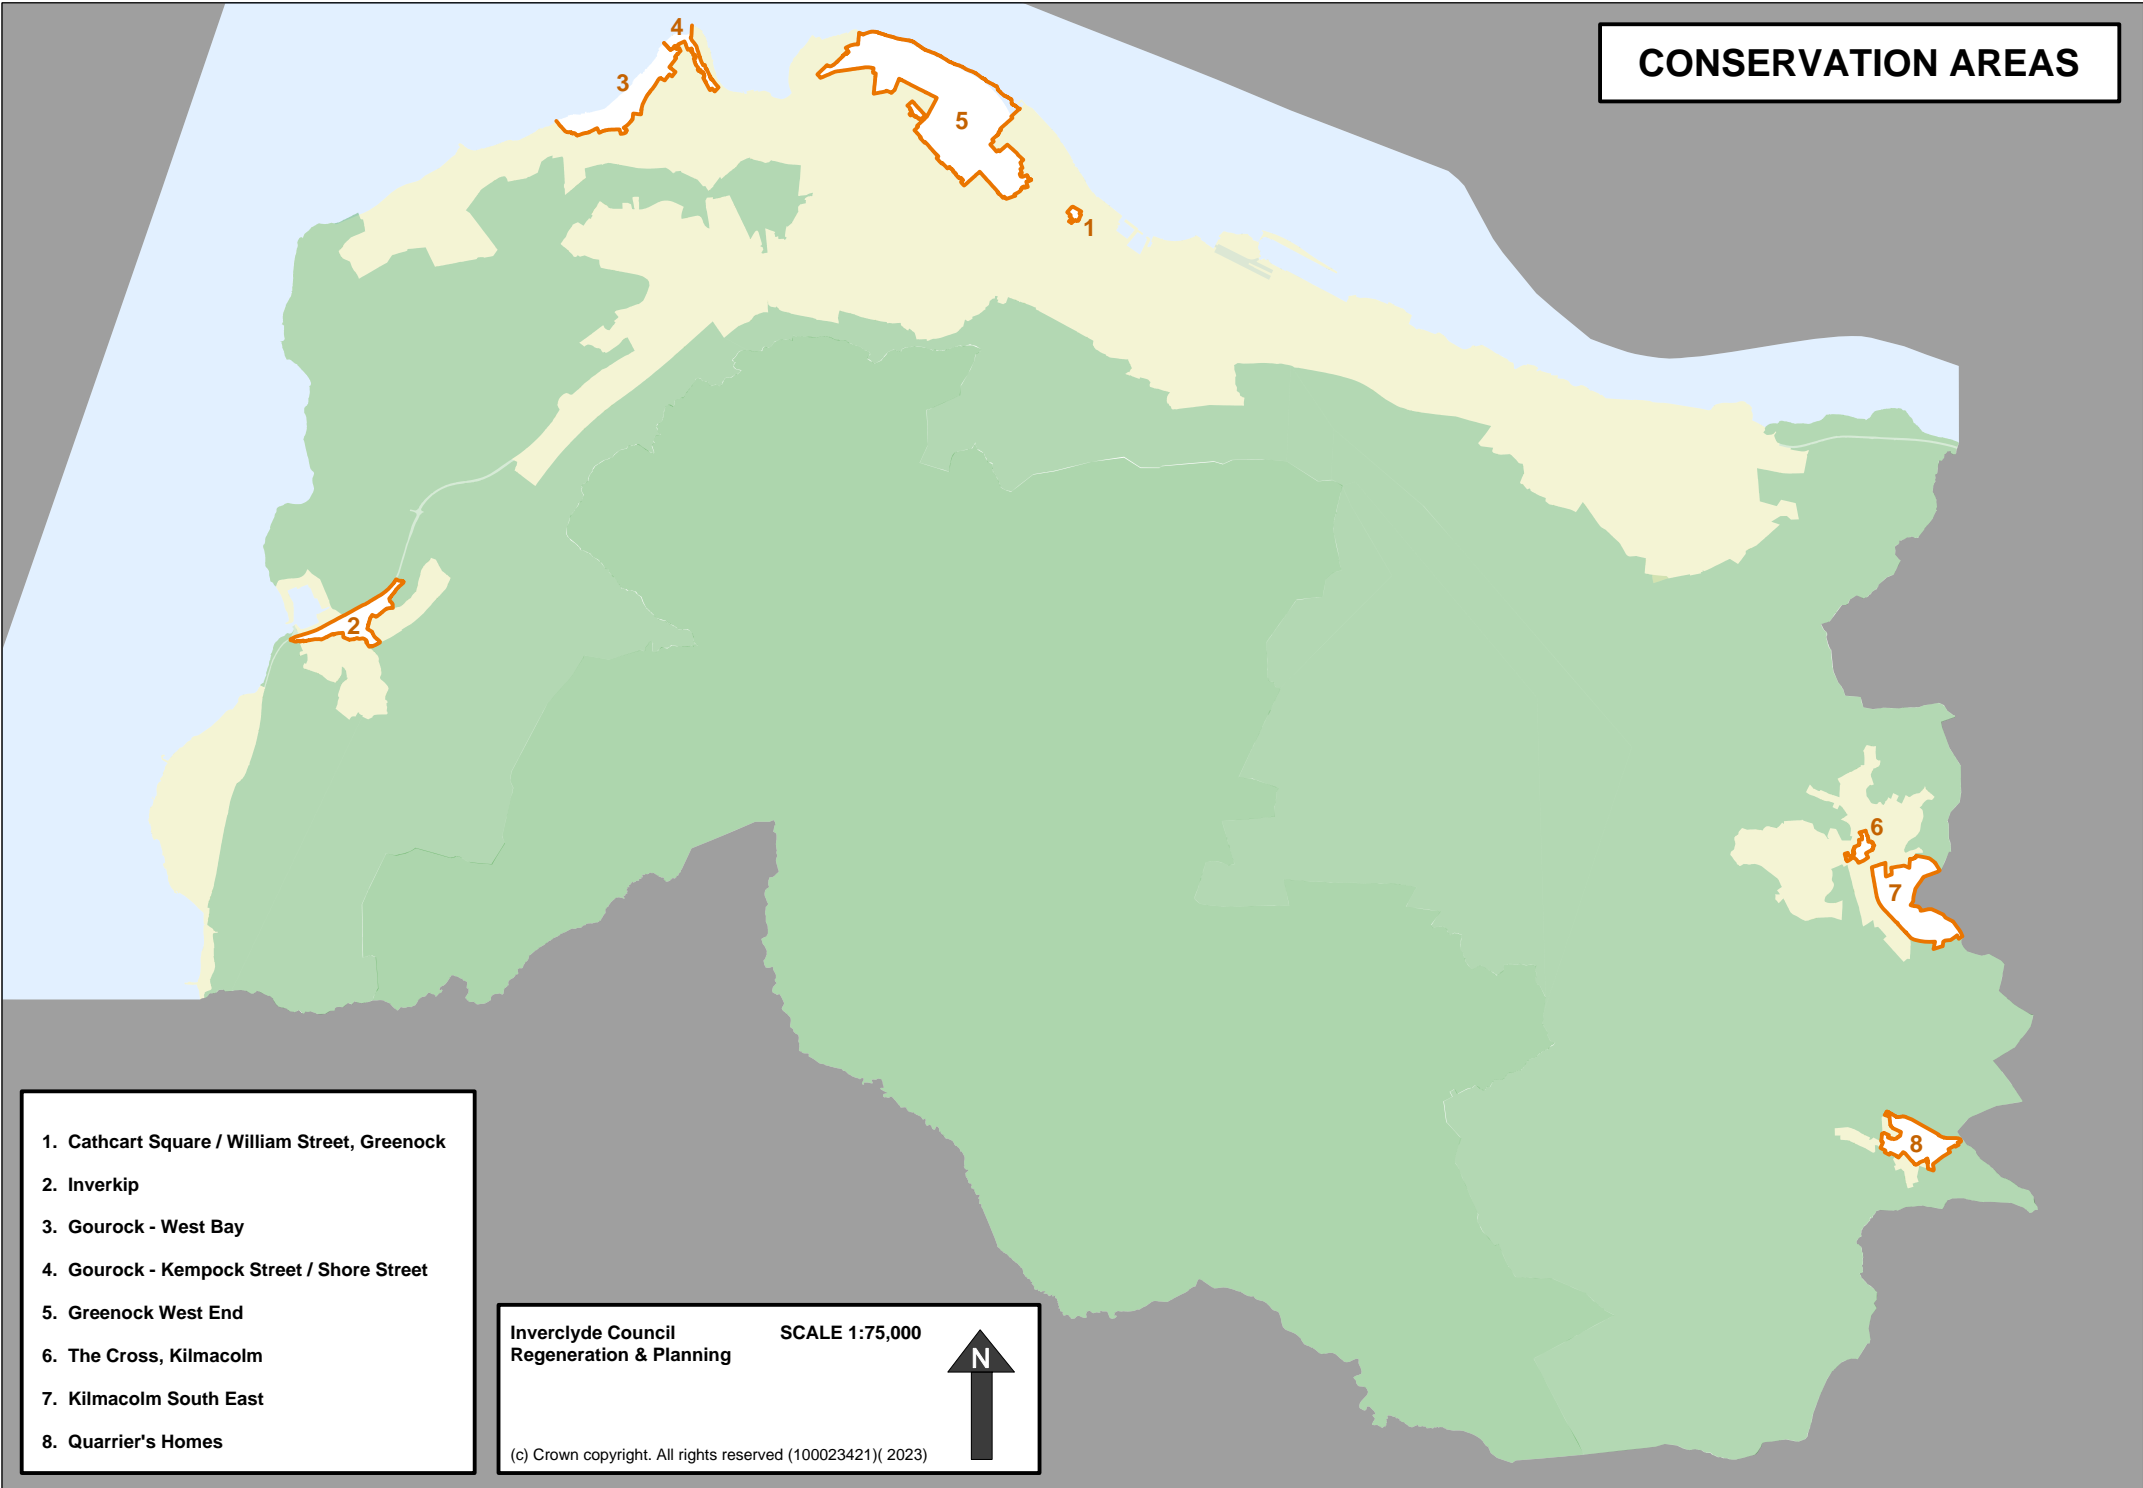 CONSERVATION AREAS
4
3
5
1
2
6
7
8
1. Cathcart Square / William Street, Greenock
2. Inverkip
3. Gourock - West Bay
4. Gourock - Kempock Street / Shore Street
5. Greenock West End
6. The Cross, Kilmacolm
7. Kilmacolm South East
8. Quarrier's Homes
Inverclyde Council SCALE 1:75,000
Regeneration & Planning
N
(c) Crown copyright. All rights reserved (100023421)( 2023)